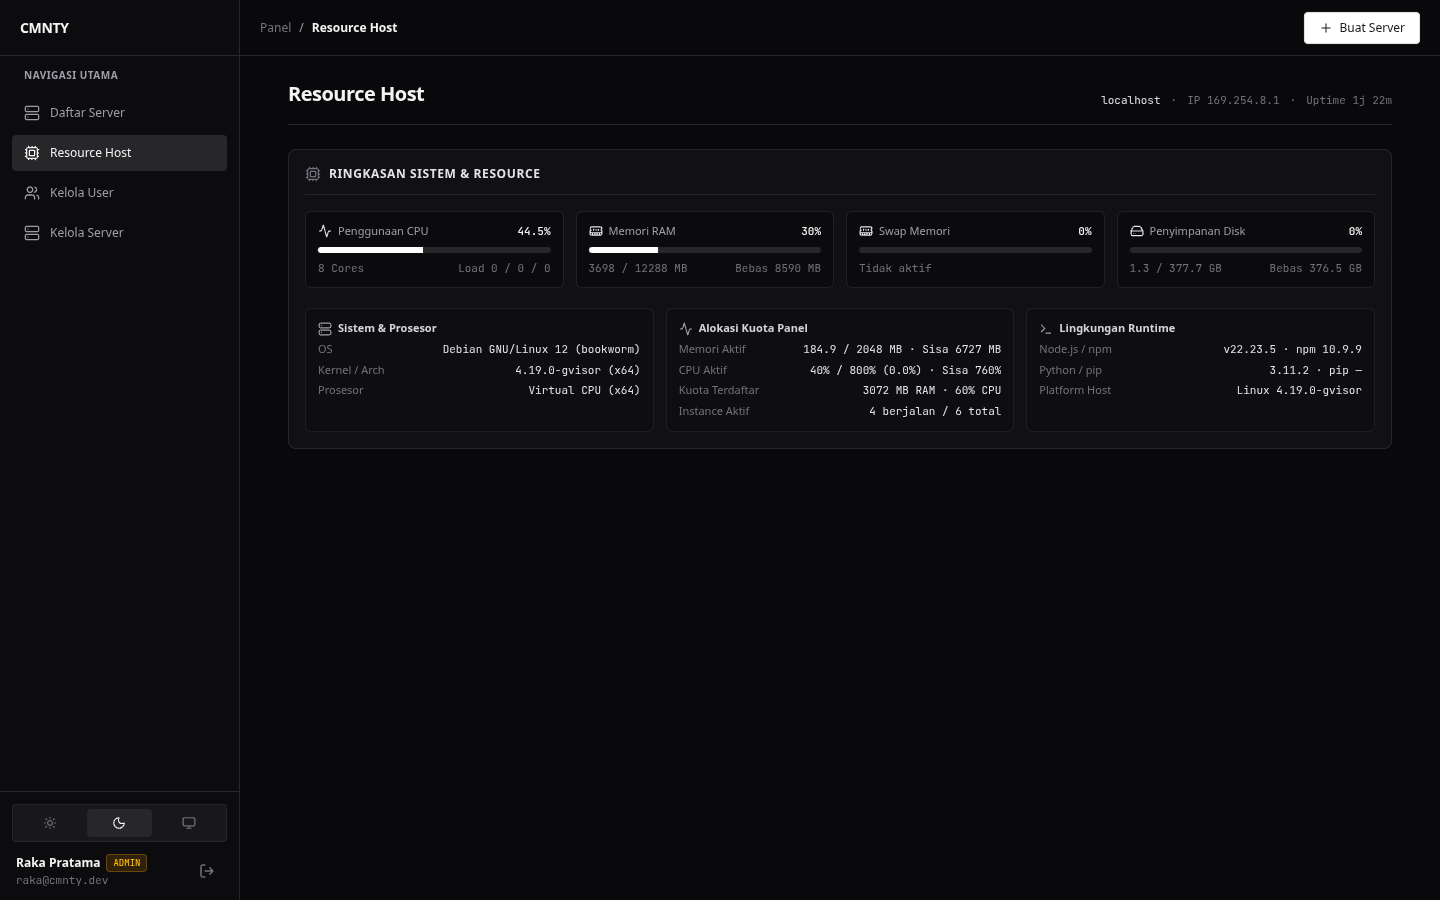 CMNTY
Panel / Resource Host
Buat Server
NAVIGASI UTAMA
Daftar Server
Resource Host
Kelola User
Kelola Server
Resource Host
localhost · IP 169.254.8.1 · Uptime 1j 22m
RINGKASAN SISTEM & RESOURCE
Penggunaan CPU 44.5%
8 Cores Load 0 / 0 / 0
Memori RAM 30%
3698 / 12288 MB Bebas 8590 MB
Swap Memori 0%
Tidak aktif
Penyimpanan Disk 0%
1.3 / 377.7 GB Bebas 376.5 GB
Sistem & Prosesor
OS Debian GNU/Linux 12 (bookworm)
Kernel / Arch 4.19.0-gvisor (x64)
Prosesor Virtual CPU (x64)
Alokasi Kuota Panel
Memori Aktif 184.9 / 2048 MB · Sisa 6727 MB
CPU Aktif 40% / 800% (0.0%) · Sisa 760%
Kuota Terdaftar 3072 MB RAM · 60% CPU
Instance Aktif 4 berjalan / 6 total
Lingkungan Runtime
Node.js / npm v22.23.5 · npm 10.9.9
Python / pip 3.11.2 · pip —
Platform Host Linux 4.19.0-gvisor
Raka Pratama ADMIN
raka@cmnty.dev